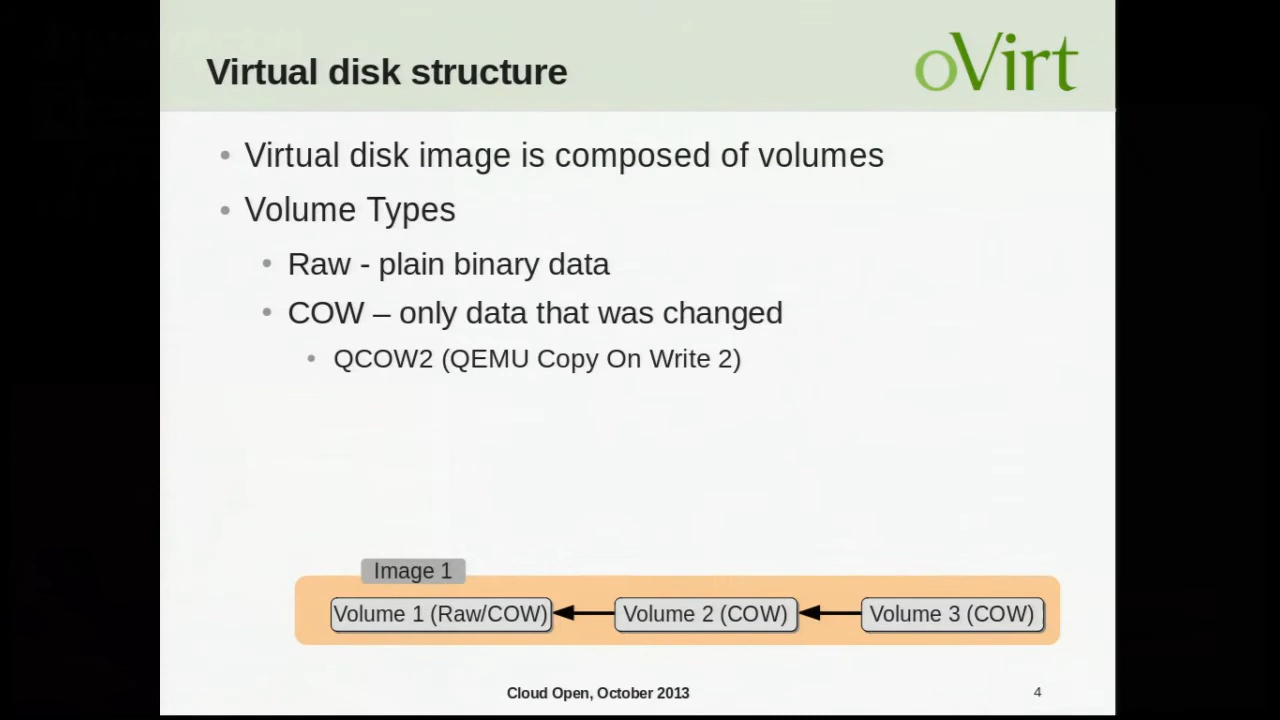 Virtual disk structure
oVirt
Virtual disk image is composed of volumes
Volume Types
Raw - plain binary data
COW – only data that was changed
QCOW2 (QEMU Copy On Write 2)
Image 1
Volume 1 (Raw/COW)
Volume 2 (COW)
Volume 3 (COW)
Cloud Open, October 2013
4